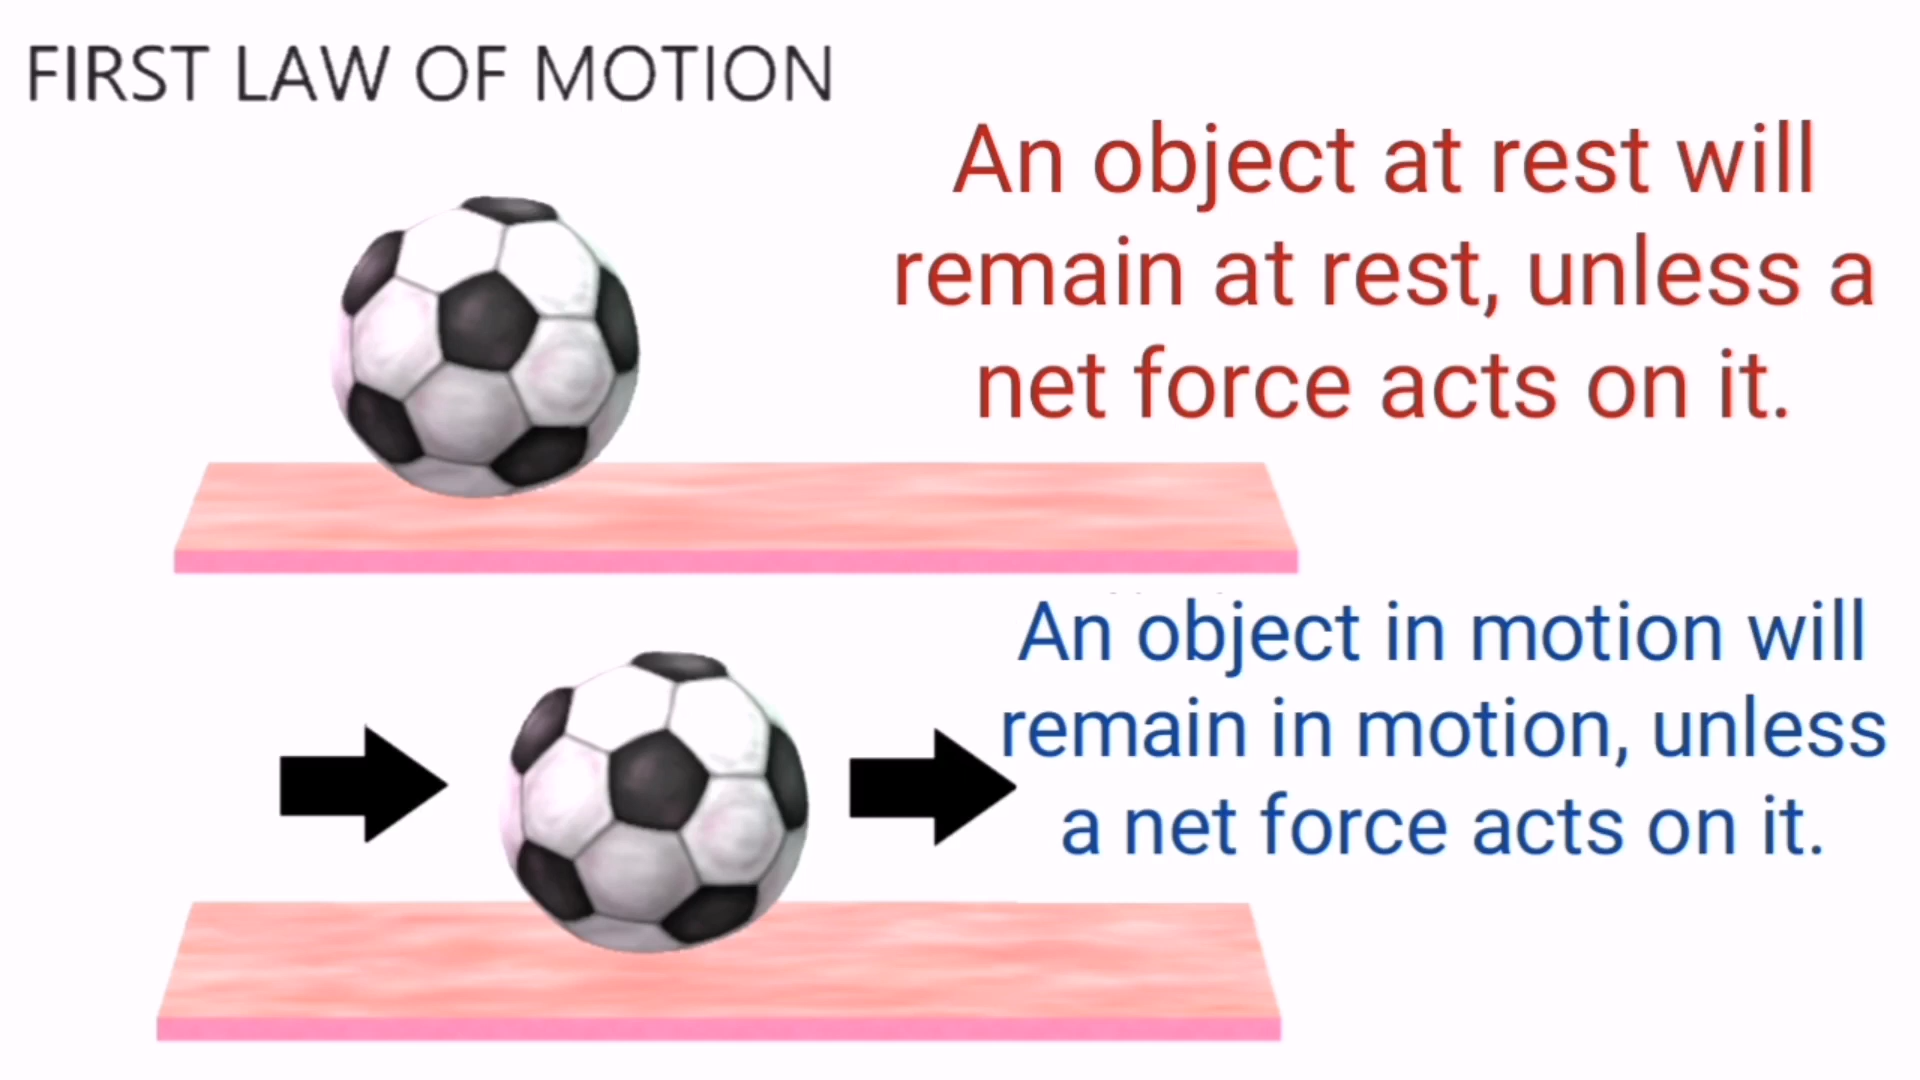 FIRST LAW OF MOTION
An object at rest will
remain at rest, unless a
net force acts on it.
An object in motion will
remain in motion, unless
a net force acts on it.